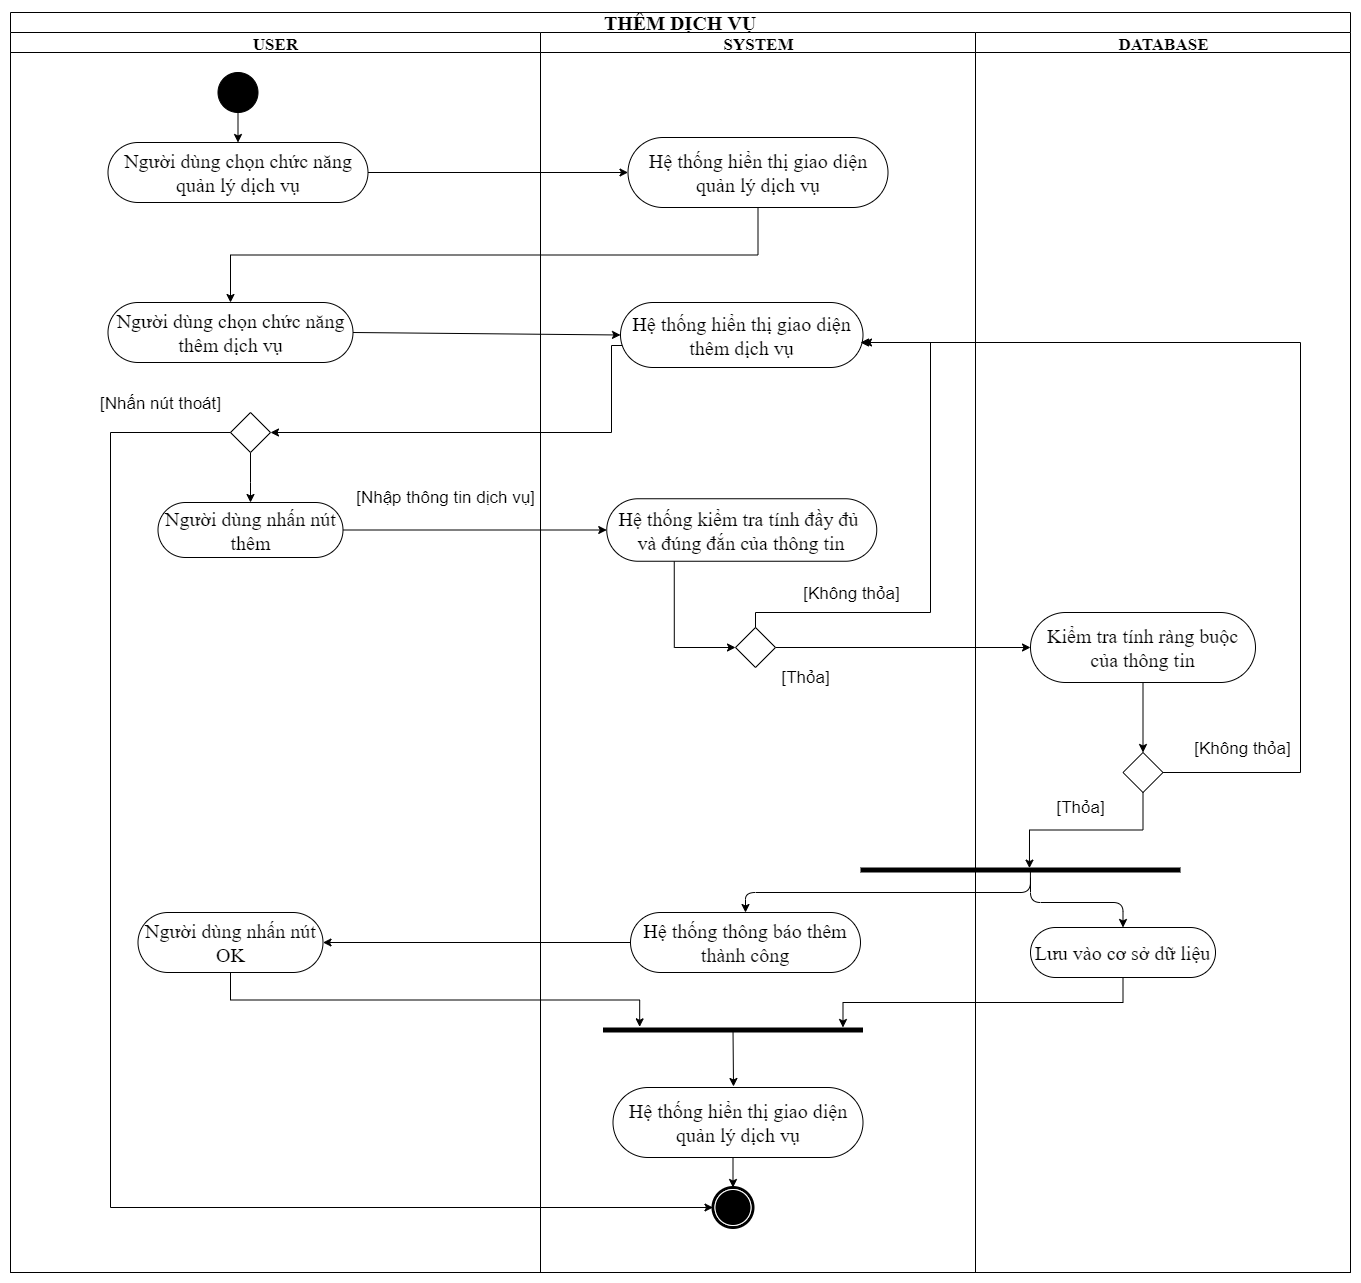 THÊM DỊCH VỤ
USER
SYSTEM
DATABASE
Người dùng chọn chức năng
quản lý dịch vụ
Hệ thống hiển thị giao diện
quản lý dịch vụ
Người dùng chọn chức năng
thêm dịch vụ
Hệ thống hiển thị giao diện
thêm dịch vụ
[Nhấn nút thoát]
Người dùng nhấn nút
thêm
[Nhập thông tin dịch vụ]
Hệ thống kiểm tra tính đầy đủ
và đúng đắn của thông tin
[Không thỏa]
[Thỏa]
Kiểm tra tính ràng buộc
của thông tin
[Không thỏa]
[Thỏa]
Người dùng nhấn nút
OK
Hệ thống thông báo thêm
thành công
Lưu vào cơ sở dữ liệu
Hệ thống hiển thị giao diện
quản lý dịch vụ